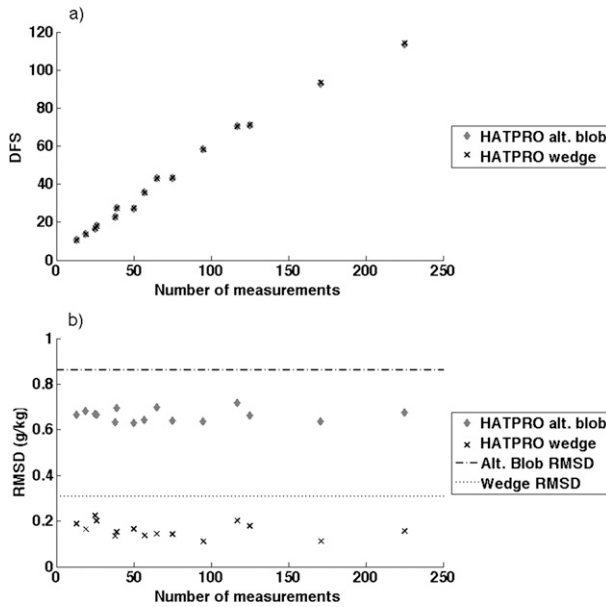 a)
120
100
80
60
40
20
0
DFS
0 50 100 150 200 250
Number of measurements
HATPRO alt. blob
HATPRO wedge
b)
1
0.8
0.6
0.4
0.2
0
RMSD (g/kg)
0 50 100 150 200 250
Number of measurements
HATPRO alt. blob
HATPRO wedge
Alt. Blob RMSD
Wedge RMSD